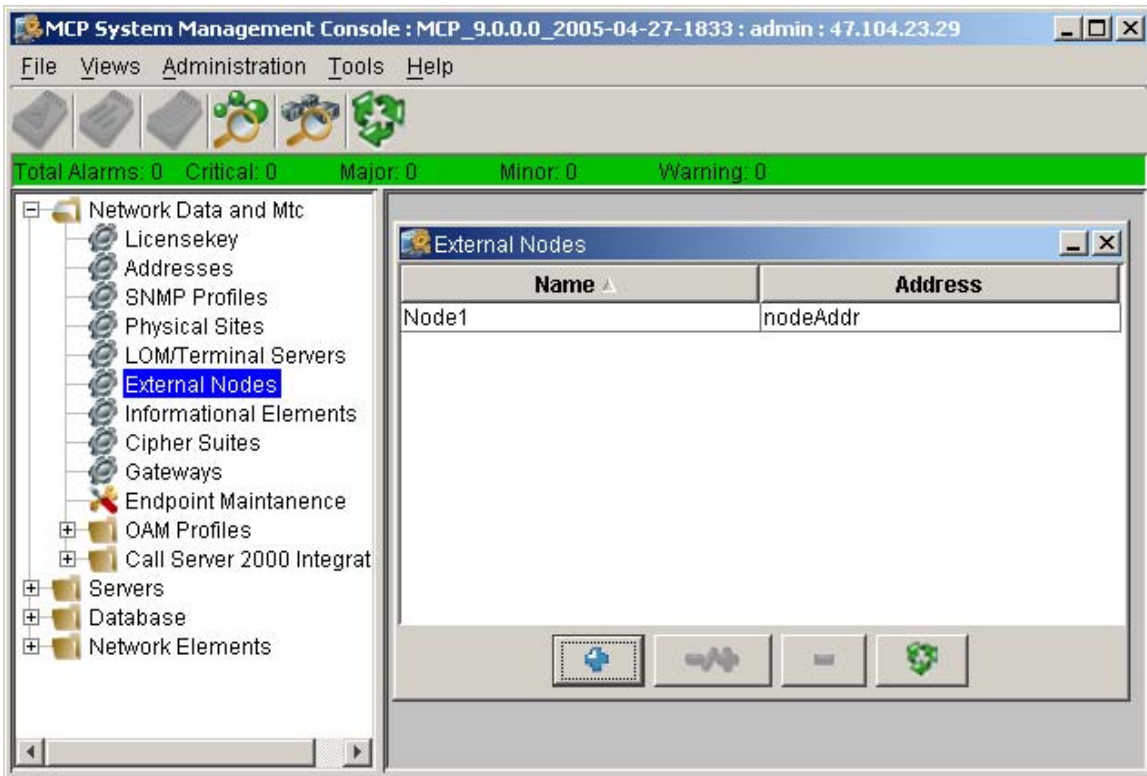 MCP System Management Console : MCP_9.0.0.0_2005-04-27-1833 : admin : 47.104.23.29
File Views Administration Tools Help
Total Alarms: 0 Critical: 0 Major: 0 Minor: 0 Warning: 0
Network Data and Mtc
Licensekey
Addresses
SNMP Profiles
Physical Sites
LOM/Terminal Servers
External Nodes
Informational Elements
Cipher Suites
Gateways
Endpoint Maintanence
OAM Profiles
Call Server 2000 Integrat
Servers
Database
Network Elements
External Nodes
Name Address
Node1 nodeAddr